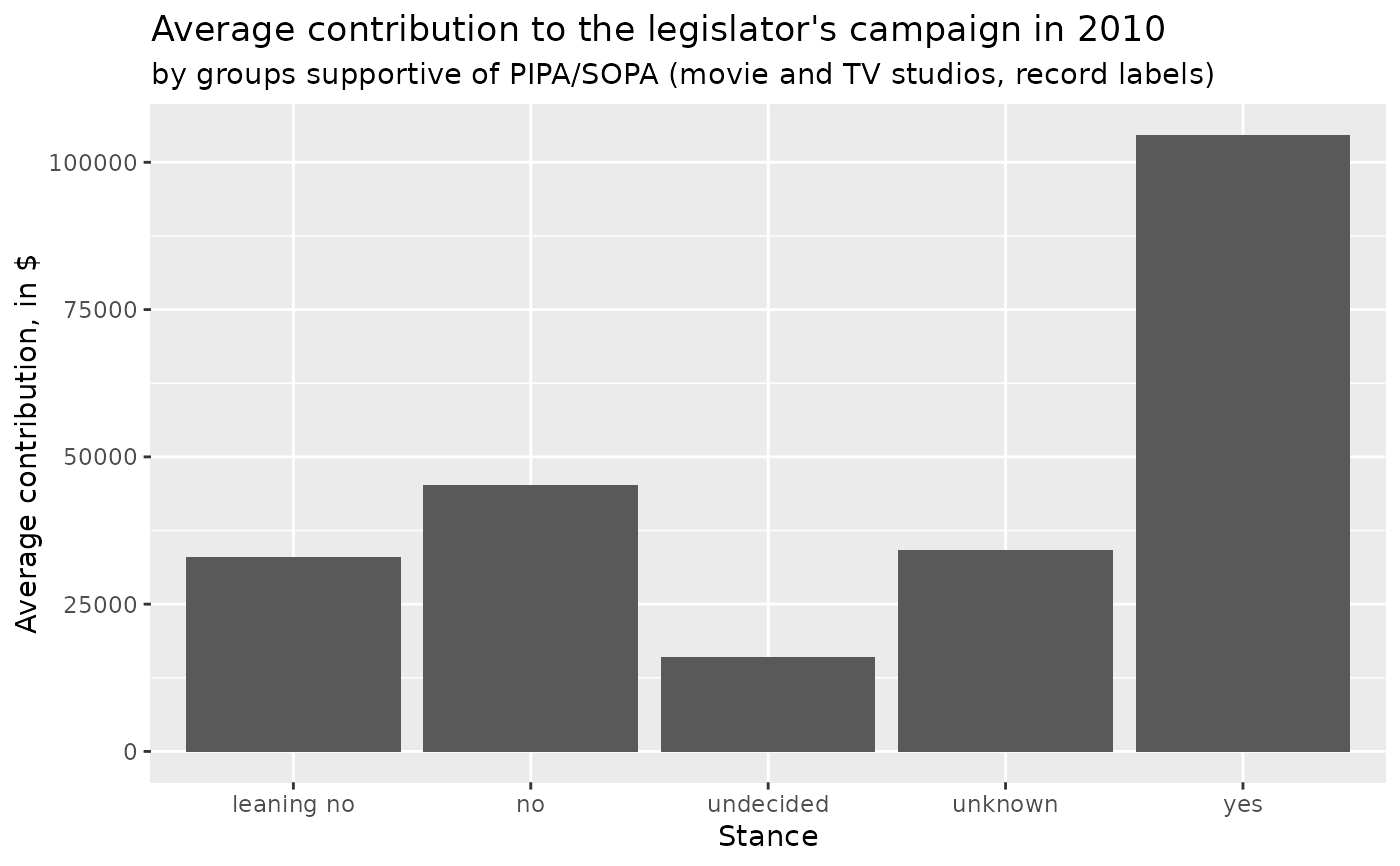 Average contribution to the legislator's campaign in 2010
by groups supportive of PIPA/SOPA (movie and TV studios, record labels)
Average contribution, in $
100000
75000
50000
25000
0
leaning no
no
undecided
unknown
yes
Stance